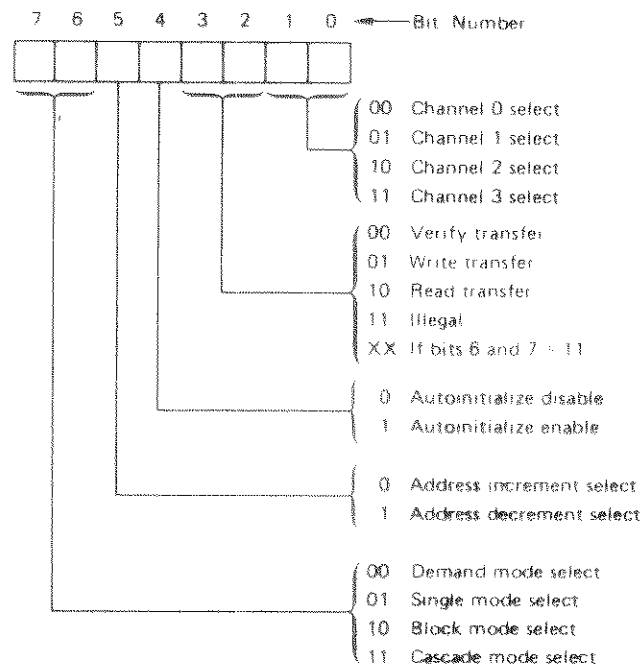 7 6 5 4 3 2 1 0 Bit Number
00 Channel 0 select
01 Channel 1 select
10 Channel 2 select
11 Channel 3 select
00 Verify transfer
01 Write transfer
10 Read transfer
11 Illegal
XX If bits 6 and 7 = 11
0 Autoinitialize disable
1 Autoinitialize enable
0 Address increment select
1 Address decrement select
00 Demand mode select
01 Single mode select
10 Block mode select
11 Cascade mode select